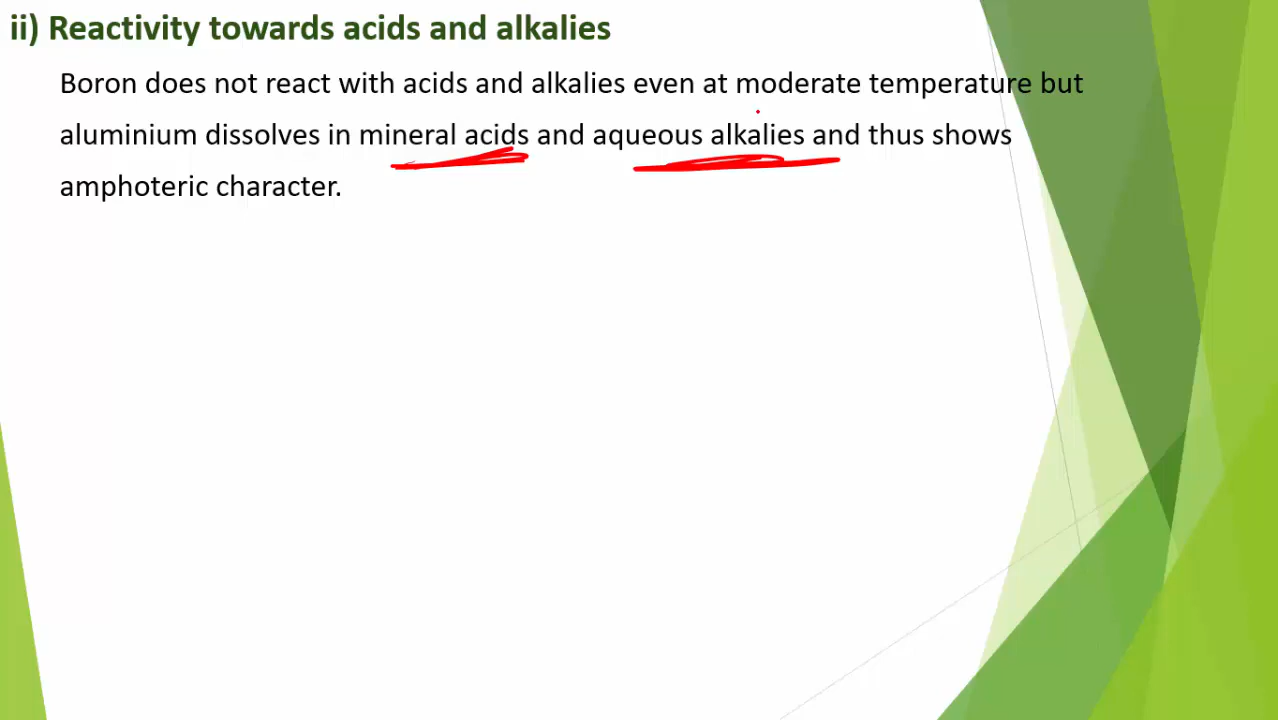 ii) Reactivity towards acids and alkalies
Boron does not react with acids and alkalies even at moderate temperature but
aluminium dissolves in mineral acids and aqueous alkalies and thus shows
amphoteric character.